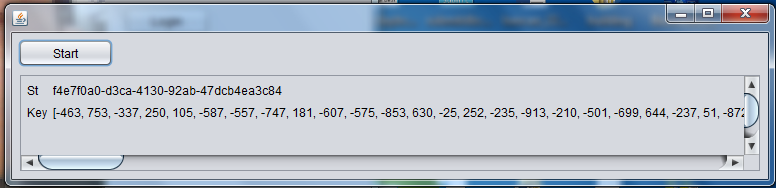 Start
St f4e7f0a0-d3ca-4130-92ab-47dcb4ea3c84
Key [-463, 753, -337, 250, 105, -587, -557, -747, 181, -607, -575, -853, 630, -25, 252, -235, -913, -210, -501, -699, 644, -237, 51, -872